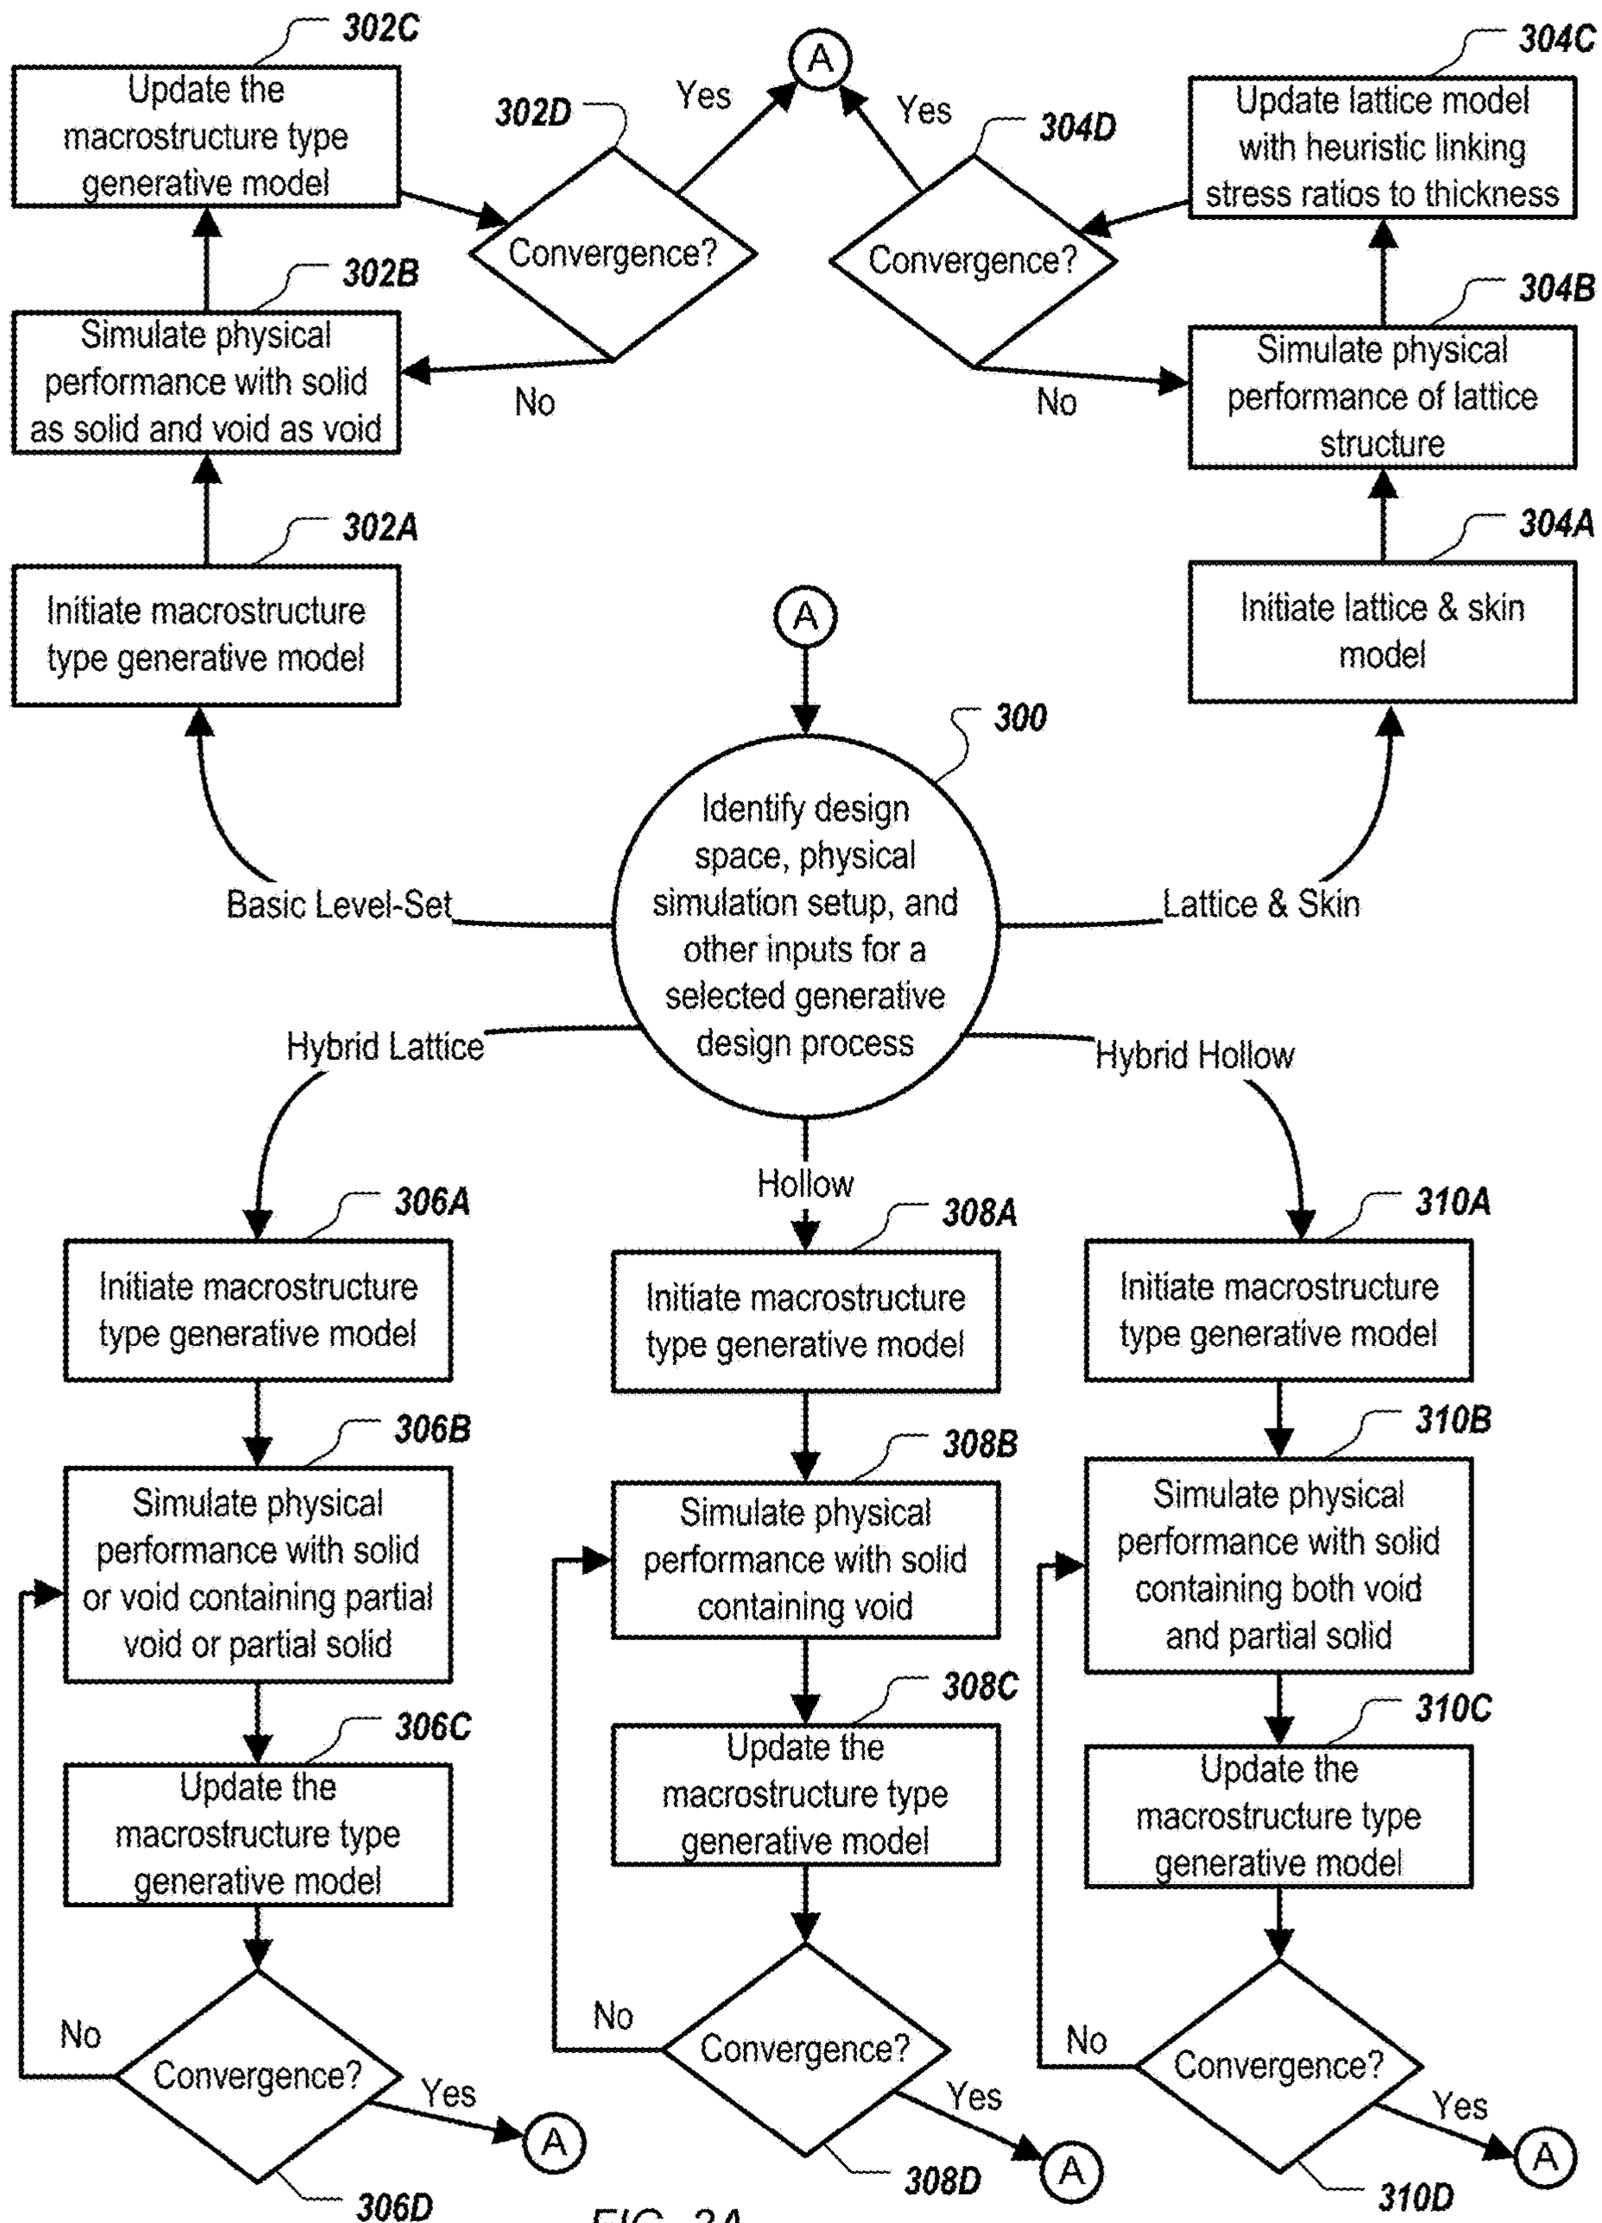 302C
Update the
macrostructure type
generative model
302D
Convergence?
Yes
No
A
Yes
304D
Convergence?
No
304C
Update lattice model
with heuristic linking
stress ratios to thickness
302B
Simulate physical
performance with solid
as solid and void as void
304B
Simulate physical
performance of lattice
structure
302A
Initiate macrostructure
type generative model
304A
Initiate lattice & skin
model
A
300
Identify design
space, physical
simulation setup, and
other inputs for a
selected generative
design process
Basic Level-Set
Lattice & Skin
Hybrid Lattice
Hollow
Hybrid Hollow
306A
Initiate macrostructure
type generative model
306B
Simulate physical
performance with solid
or void containing partial
void or partial solid
306C
Update the
macrostructure type
generative model
Convergence?
No
Yes
A
306D
308A
Initiate macrostructure
type generative model
308B
Simulate physical
performance with solid
containing void
308C
Update the
macrostructure type
generative model
Convergence?
No
Yes
A
308D
310A
Initiate macrostructure
type generative model
310B
Simulate physical
performance with solid
containing both void
and partial solid
310C
Update the
macrostructure type
generative model
Convergence?
No
Yes
A
310D
FIG. 3A